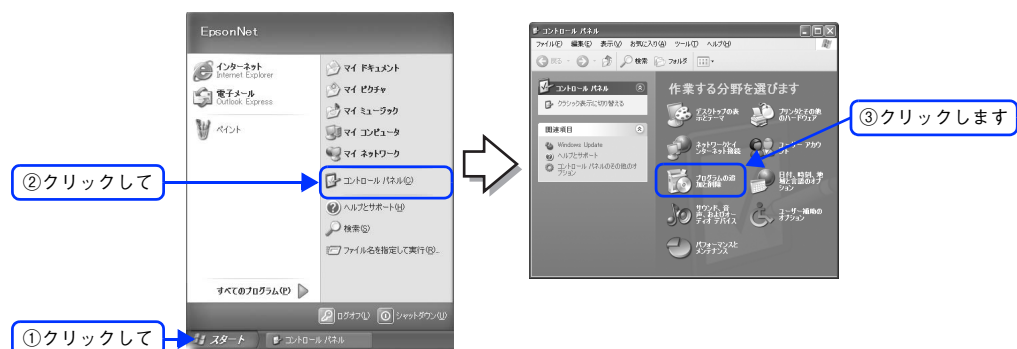 EpsonNet
インターネット
Internet Explorer
電子メール
Outlook Express
ペイント
すべてのプログラム(P)
マイ ドキュメント
マイ ピクチャ
マイ ミュージック
マイ コンピュータ
マイ ネットワーク
コントロール パネル(C)
ヘルプとサポート(H)
検索(S)
ファイル名を指定して実行(R)...
ログオフ(L)
シャットダウン(U)
スタート
コントロール パネル
②クリックして
①クリックして
コントロール パネル
ファイル(F) 編集(E) 表示(V) お気に入り(A) ツール(T) ヘルプ(H)
戻る 検索 フォルダ
コントロール パネル
クラシック表示に切り替える
関連項目
Windows Update
ヘルプとサポート
コントロール パネルのその他のオ
プション
作業する分野を選びます
デスクトップの表
示とテーマ
プリンタとその他
のハードウェア
ネットワークとイ
ンターネット接続
ユーザー アカウ
ント
プログラムの追
加と削除
日付、時刻、地
域と言語のオプ
ション
サウンド、音
声、およびオー
ディオ デバイス
ユーザー補助の
オプション
パフォーマンスと
メンテナンス
③クリックします